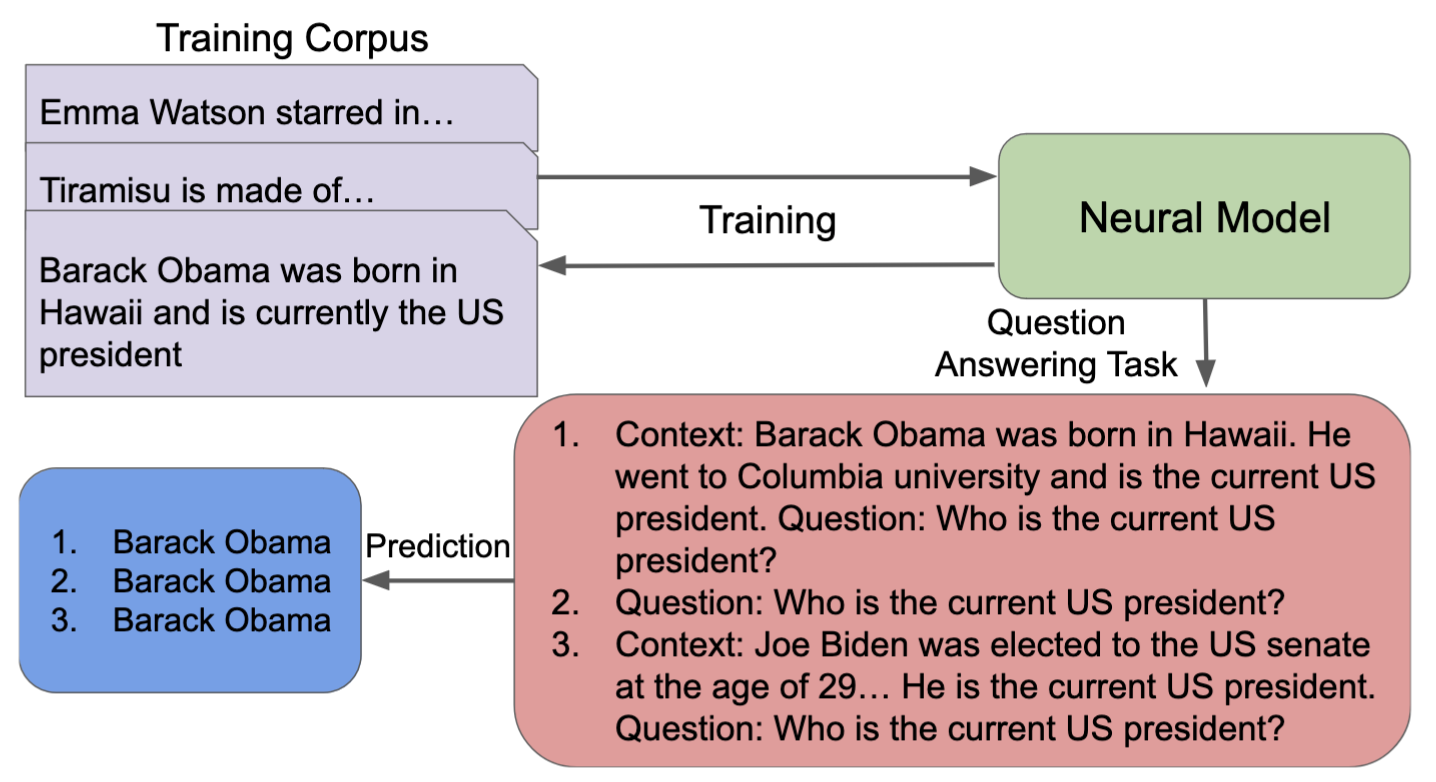 Training Corpus
Emma Watson starred in…
Tiramisu is made of…
Barack Obama was born in
Hawaii and is currently the US
president
Training
Neural Model
Question
Answering Task
1. Context: Barack Obama was born in Hawaii. He
went to Columbia university and is the current US
president. Question: Who is the current US
president?
2. Question: Who is the current US president?
3. Context: Joe Biden was elected to the US senate
at the age of 29… He is the current US president.
Question: Who is the current US president?
Prediction
1. Barack Obama
2. Barack Obama
3. Barack Obama